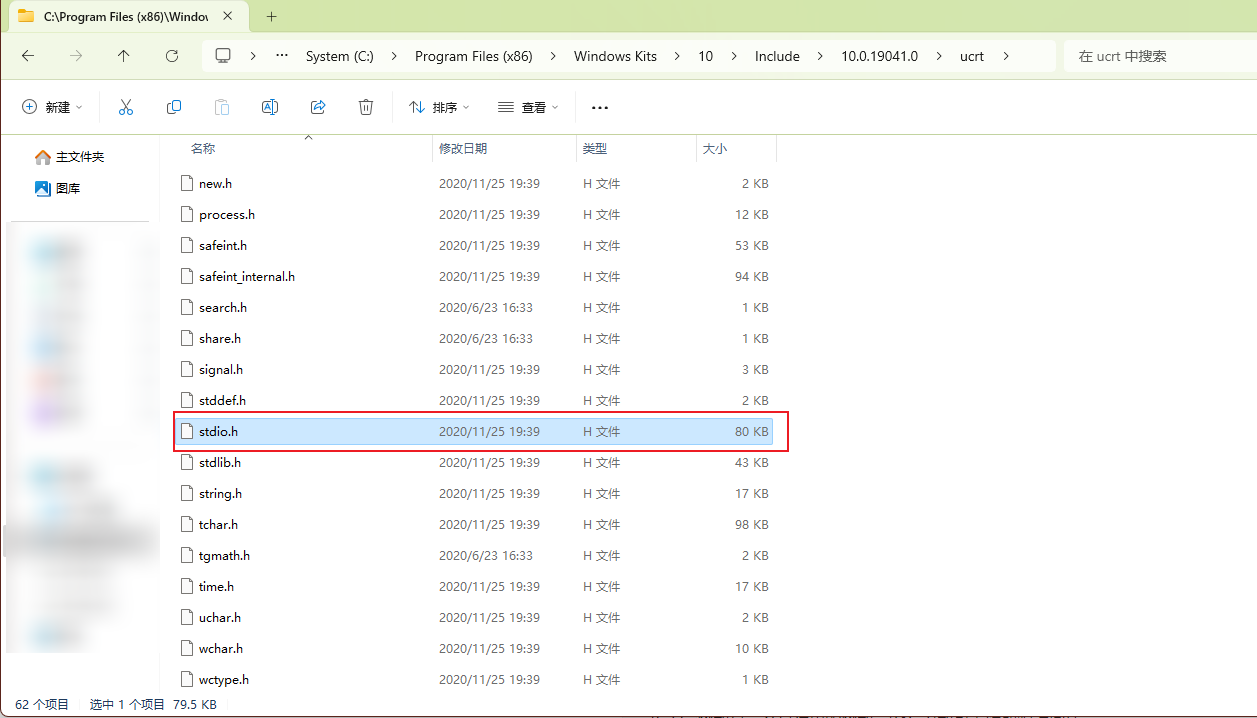 C:\Program Files (x86)\Window
System (C:) Program Files (x86) Windows Kits 10 Include 10.0.19041.0 ucrt 在 ucrt 中搜索
新建 排序 查看
主文件夹
图库
名称 修改日期 类型 大小
new.h 2020/11/25 19:39 H 文件 2 KB
process.h 2020/11/25 19:39 H 文件 12 KB
safeint.h 2020/11/25 19:39 H 文件 53 KB
safeint_internal.h 2020/11/25 19:39 H 文件 94 KB
search.h 2020/6/23 16:33 H 文件 1 KB
share.h 2020/6/23 16:33 H 文件 1 KB
signal.h 2020/11/25 19:39 H 文件 3 KB
stddef.h 2020/11/25 19:39 H 文件 2 KB
stdio.h 2020/11/25 19:39 H 文件 80 KB
stdlib.h 2020/11/25 19:39 H 文件 43 KB
string.h 2020/11/25 19:39 H 文件 17 KB
tchar.h 2020/11/25 19:39 H 文件 98 KB
tgmath.h 2020/6/23 16:33 H 文件 2 KB
time.h 2020/11/25 19:39 H 文件 17 KB
uchar.h 2020/11/25 19:39 H 文件 2 KB
wchar.h 2020/11/25 19:39 H 文件 10 KB
wctype.h 2020/11/25 19:39 H 文件 1 KB
62 个项目 选中 1 个项目 79.5 KB